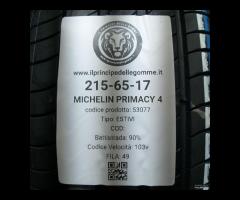 www.ilprincipedellegomme.it
215-65-17
MICHELIN PRIMACY 4
codice prodotto: 53077
Tipo: ESTIVI
COD:
Battistrada: 90%
Codice Velocità: 103v
FILA: 49